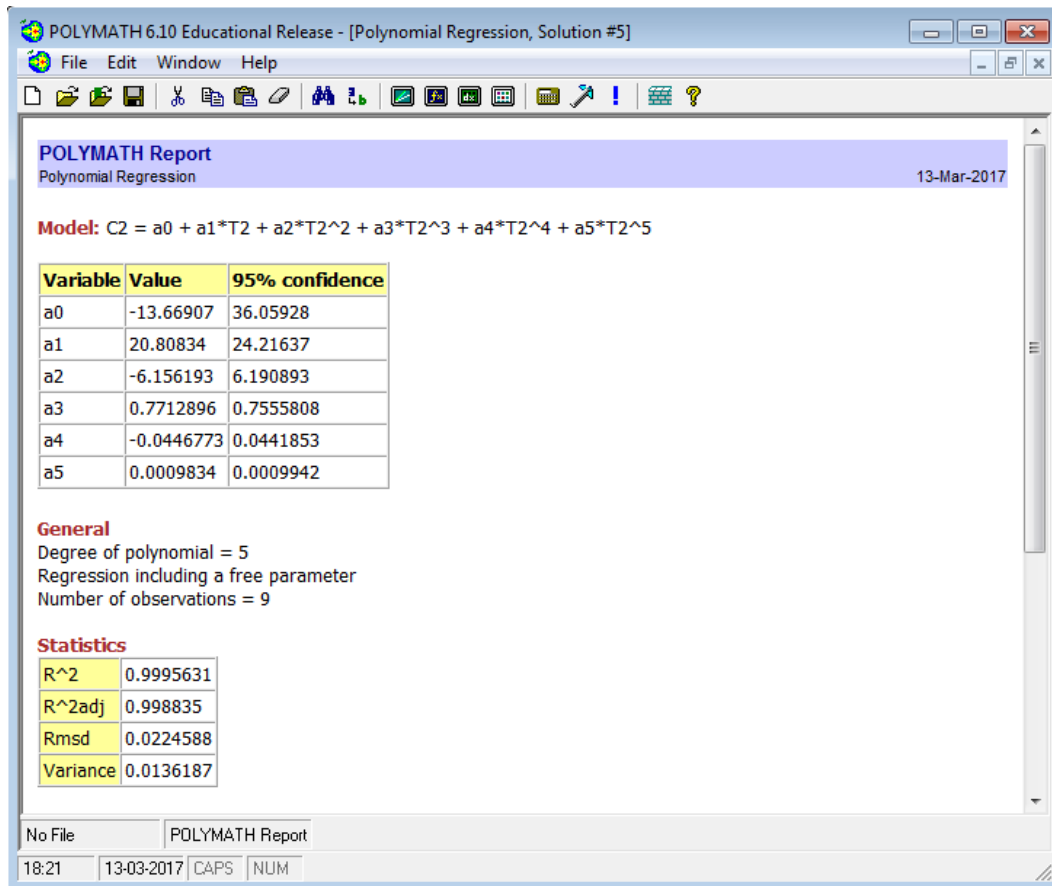 POLYMATH 6.10 Educational Release - [Polynomial Regression, Solution #5]
File Edit Window Help
POLYMATH Report
Polynomial Regression 13-Mar-2017
Model: C2 = a0 + a1*T2 + a2*T2^2 + a3*T2^3 + a4*T2^4 + a5*T2^5
Variable Value 95% confidence
a0 -13.66907 36.05928
a1 20.80834 24.21637
a2 -6.156193 6.190893
a3 0.7712896 0.7555808
a4 -0.0446773 0.0441853
a5 0.0009834 0.0009942
General
Degree of polynomial = 5
Regression including a free parameter
Number of observations = 9
Statistics
R^2 0.9995631
R^2adj 0.998835
Rmsd 0.0224588
Variance 0.0136187
No File POLYMATH Report
18:21 13-03-2017 CAPS NUM